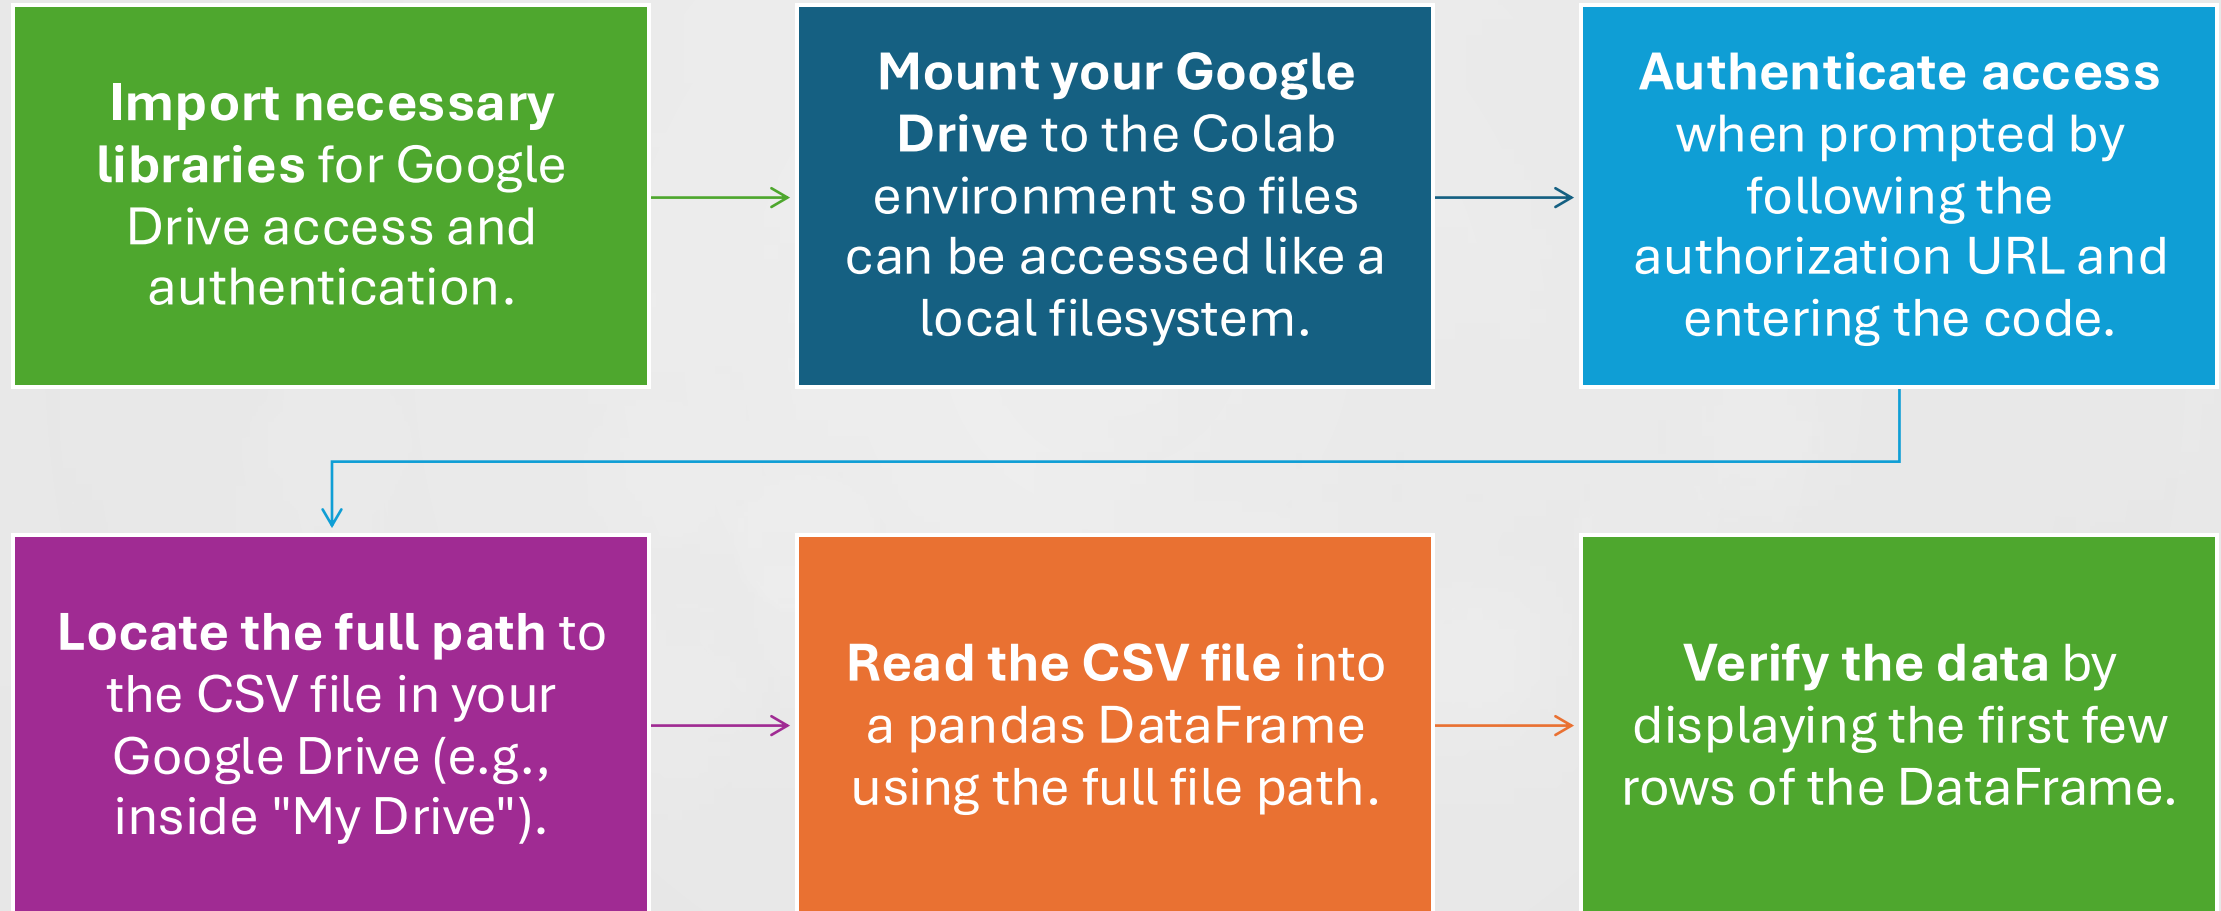 Import necessary
libraries for Google
Drive access and
authentication.
Mount your Google
Drive to the Colab
environment so files
can be accessed like a
local filesystem.
Authenticate access
when prompted by
following the
authorization URL and
entering the code.
Locate the full path to
the CSV file in your
Google Drive (e.g.,
inside "My Drive").
Read the CSV file into
a pandas DataFrame
using the full file path.
Verify the data by
displaying the first few
rows of the DataFrame.